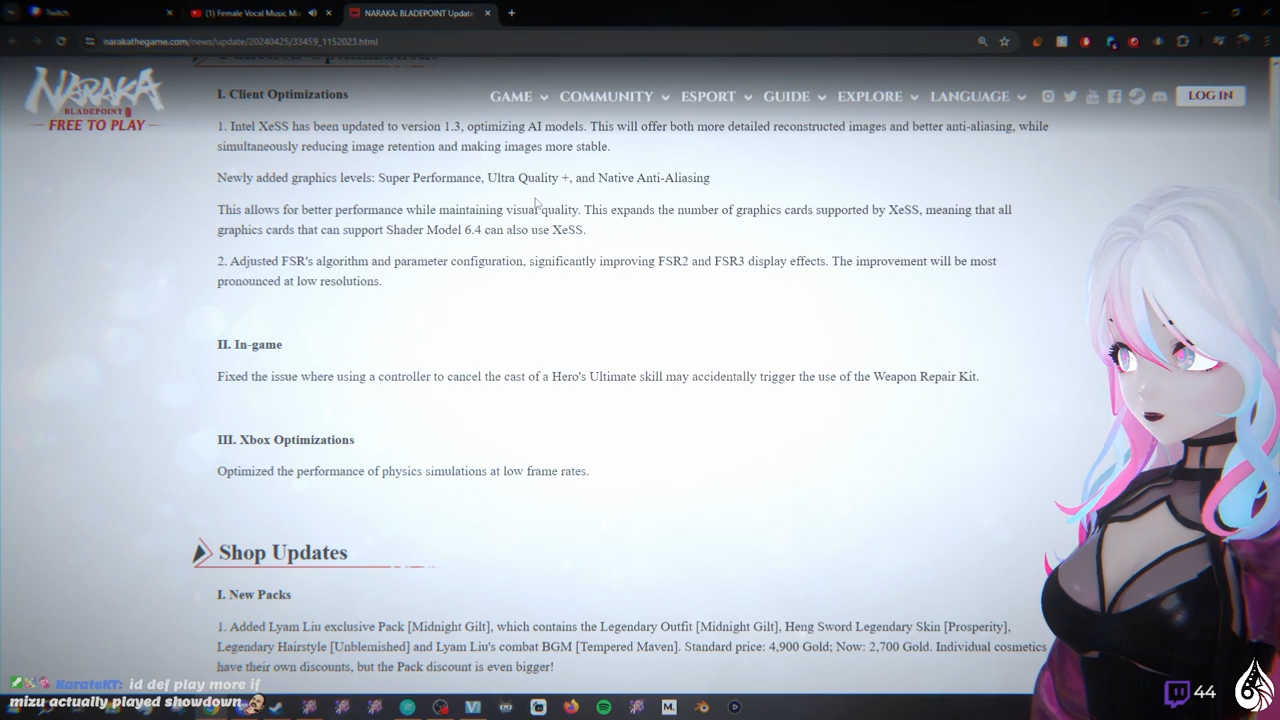 Twitch
(1) Female Vocal Music Mi
NARAKA: BLADEPOINT Update
narakathegame.com/news/update/20240425/33459_1152023.html
NARAKA
BLADEPOINT
FREE TO PLAY
GAME
COMMUNITY
ESPORT
GUIDE
EXPLORE
LANGUAGE
LOG IN
I. Client Optimizations
1. Intel XeSS has been updated to version 1.3, optimizing AI models. This will offer both more detailed reconstructed images and better anti-aliasing, while
simultaneously reducing image retention and making images more stable.
Newly added graphics levels: Super Performance, Ultra Quality +, and Native Anti-Aliasing
This allows for better performance while maintaining visual quality. This expands the number of graphics cards supported by XeSS, meaning that all
graphics cards that can support Shader Model 6.4 can also use XeSS.
2. Adjusted FSR's algorithm and parameter configuration, significantly improving FSR2 and FSR3 display effects. The improvement will be most
pronounced at low resolutions.
II. In-game
Fixed the issue where using a controller to cancel the cast of a Hero's Ultimate skill may accidentally trigger the use of the Weapon Repair Kit.
III. Xbox Optimizations
Optimized the performance of physics simulations at low frame rates.
Shop Updates
I. New Packs
1. Added Lyam Liu exclusive Pack [Midnight Gilt], which contains the Legendary Outfit [Midnight Gilt], Heng Sword Legendary Skin [Prosperity],
Legendary Hairstyle [Unblemished] and Lyam Liu's combat BGM [Tempered Maven]. Standard price: 4,900 Gold; Now: 2,700 Gold. Individual cosmetics
have their own discounts, but the Pack discount is even bigger!
KarateKT: id def play more if
mizu actually played showdown
44